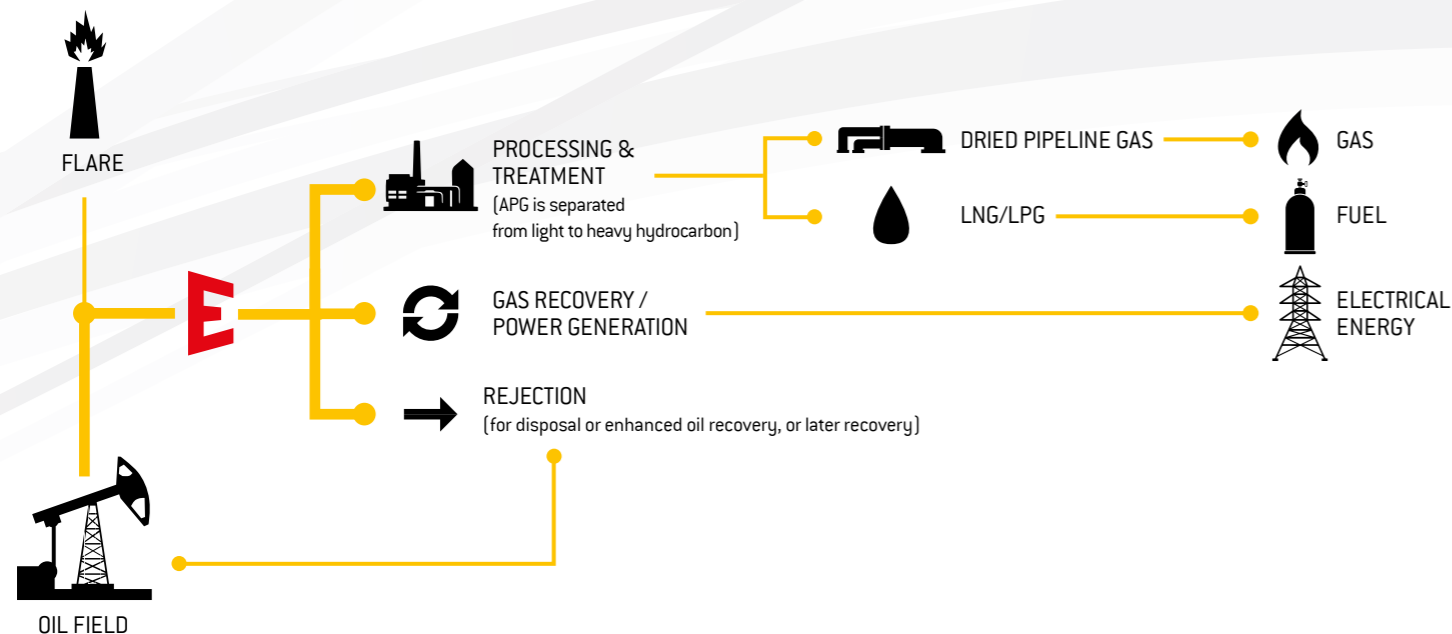 FLARE
E
PROCESSING &
TREATMENT
(APG is separated
from light to heavy hydrocarbon)
DRIED PIPELINE GAS
GAS
LNG/LPG
FUEL
GAS RECOVERY /
POWER GENERATION
ELECTRICAL
ENERGY
REJECTION
(for disposal or enhanced oil recovery, or later recovery)
OIL FIELD